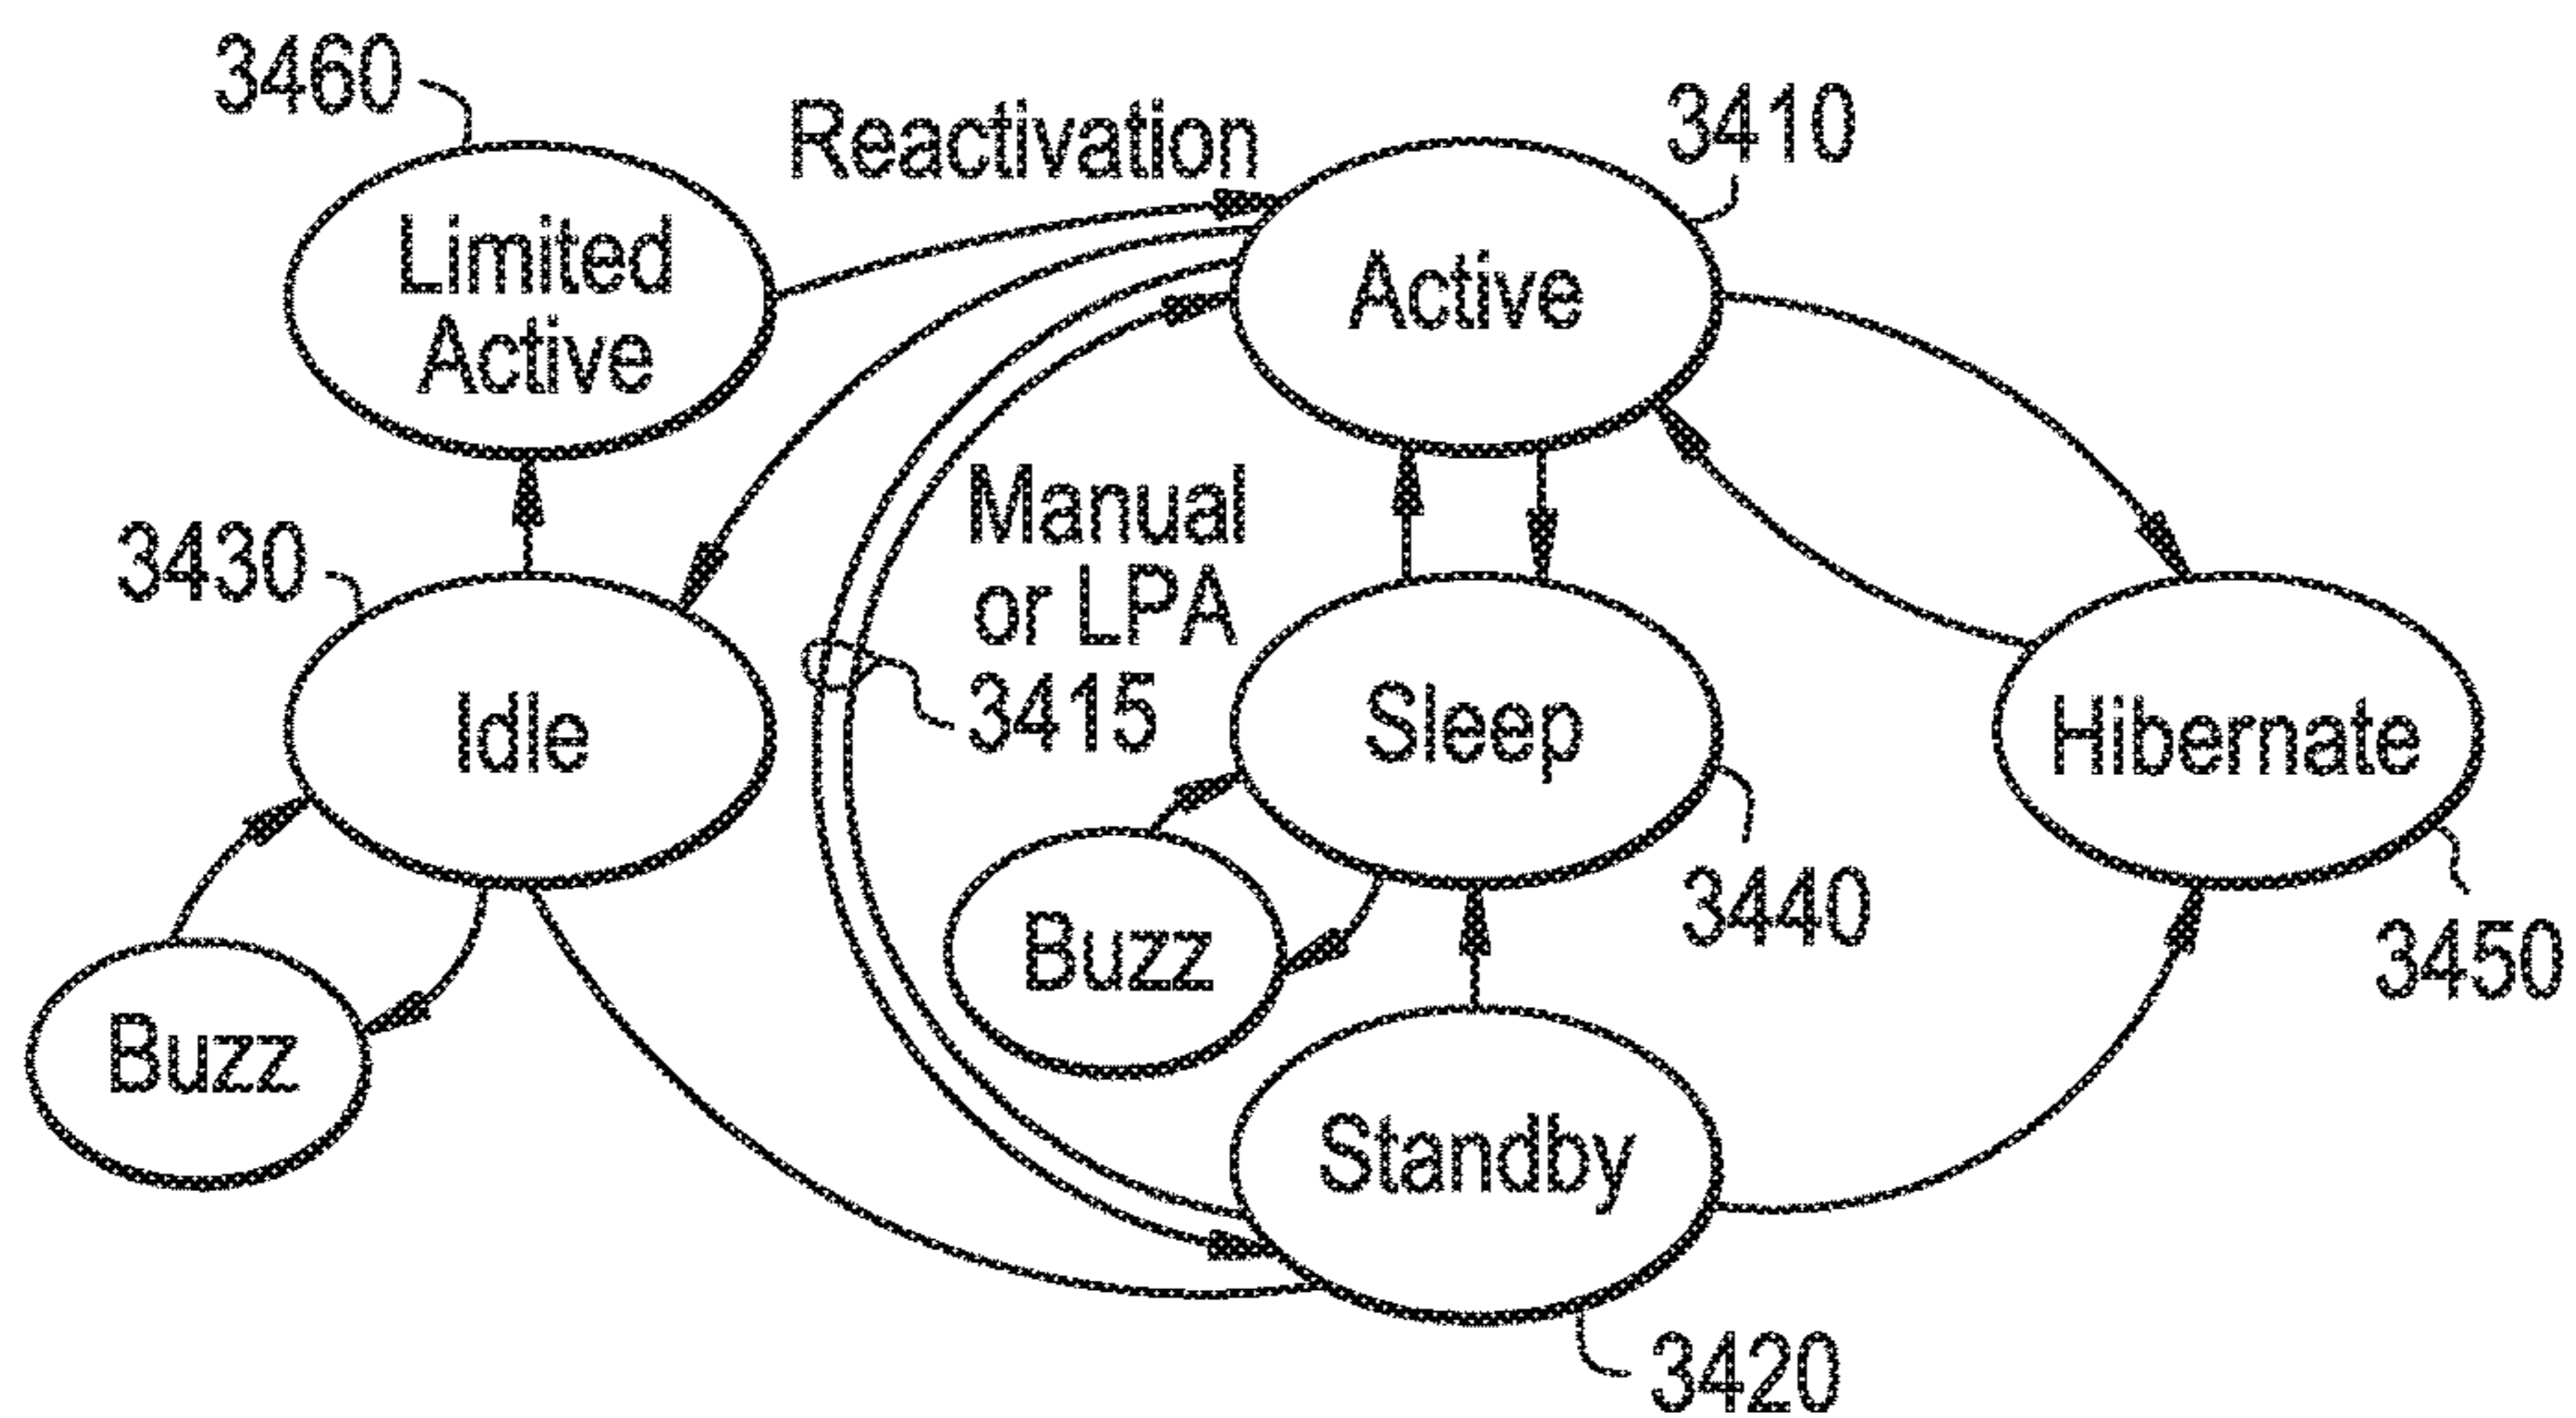 3460
Reactivation
3410
Limited
Active
Active
3430
Manual
or LPA
3415
Idle
Sleep
Hibernate
3440
Buzz
3450
Buzz
Standby
3420